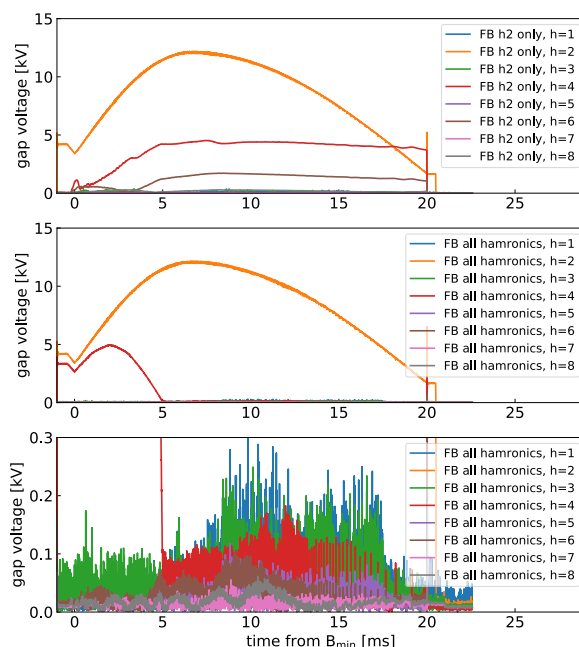 gap voltage [kV]
15
10
5
0
FB h2 only, h=1
FB h2 only, h=2
FB h2 only, h=3
FB h2 only, h=4
FB h2 only, h=5
FB h2 only, h=6
FB h2 only, h=7
FB h2 only, h=8
0 5 10 15 20 25
gap voltage [kV]
15
10
5
0
FB all hamronics, h=1
FB all hamronics, h=2
FB all hamronics, h=3
FB all hamronics, h=4
FB all hamronics, h=5
FB all hamronics, h=6
FB all hamronics, h=7
FB all hamronics, h=8
0 5 10 15 20 25
gap voltage [kV]
0.3
0.2
0.1
0.0
FB all hamronics, h=1
FB all hamronics, h=2
FB all hamronics, h=3
FB all hamronics, h=4
FB all hamronics, h=5
FB all hamronics, h=6
FB all hamronics, h=7
FB all hamronics, h=8
0 5 10 15 20 25
time from B_min [ms]